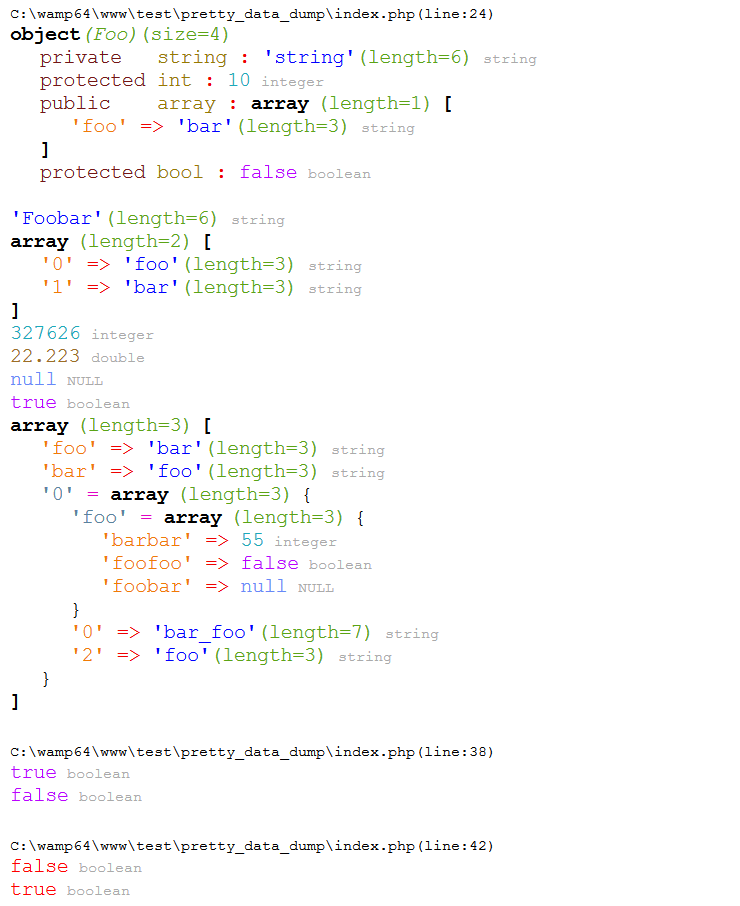 C:\wamp64\www\test\pretty_data_dump\index.php(line:24)
object(Foo)(size=4)
private string : 'string'(length=6) string
protected int : 10 integer
public array : array (length=1) [
'foo' => 'bar'(length=3) string
]
protected bool : false boolean
'Foobar'(length=6) string
array (length=2) [
'0' => 'foo'(length=3) string
'1' => 'bar'(length=3) string
]
327626 integer
22.223 double
null NULL
true boolean
array (length=3) [
'foo' => 'bar'(length=3) string
'bar' => 'foo'(length=3) string
'0' = array (length=3) {
'foo' = array (length=3) {
'barbar' => 55 integer
'foofoo' => false boolean
'foobar' => null NULL
}
'0' => 'bar_foo'(length=7) string
'2' => 'foo'(length=3) string
}
]
C:\wamp64\www\test\pretty_data_dump\index.php(line:38)
true boolean
false boolean
C:\wamp64\www\test\pretty_data_dump\index.php(line:42)
false boolean
true boolean